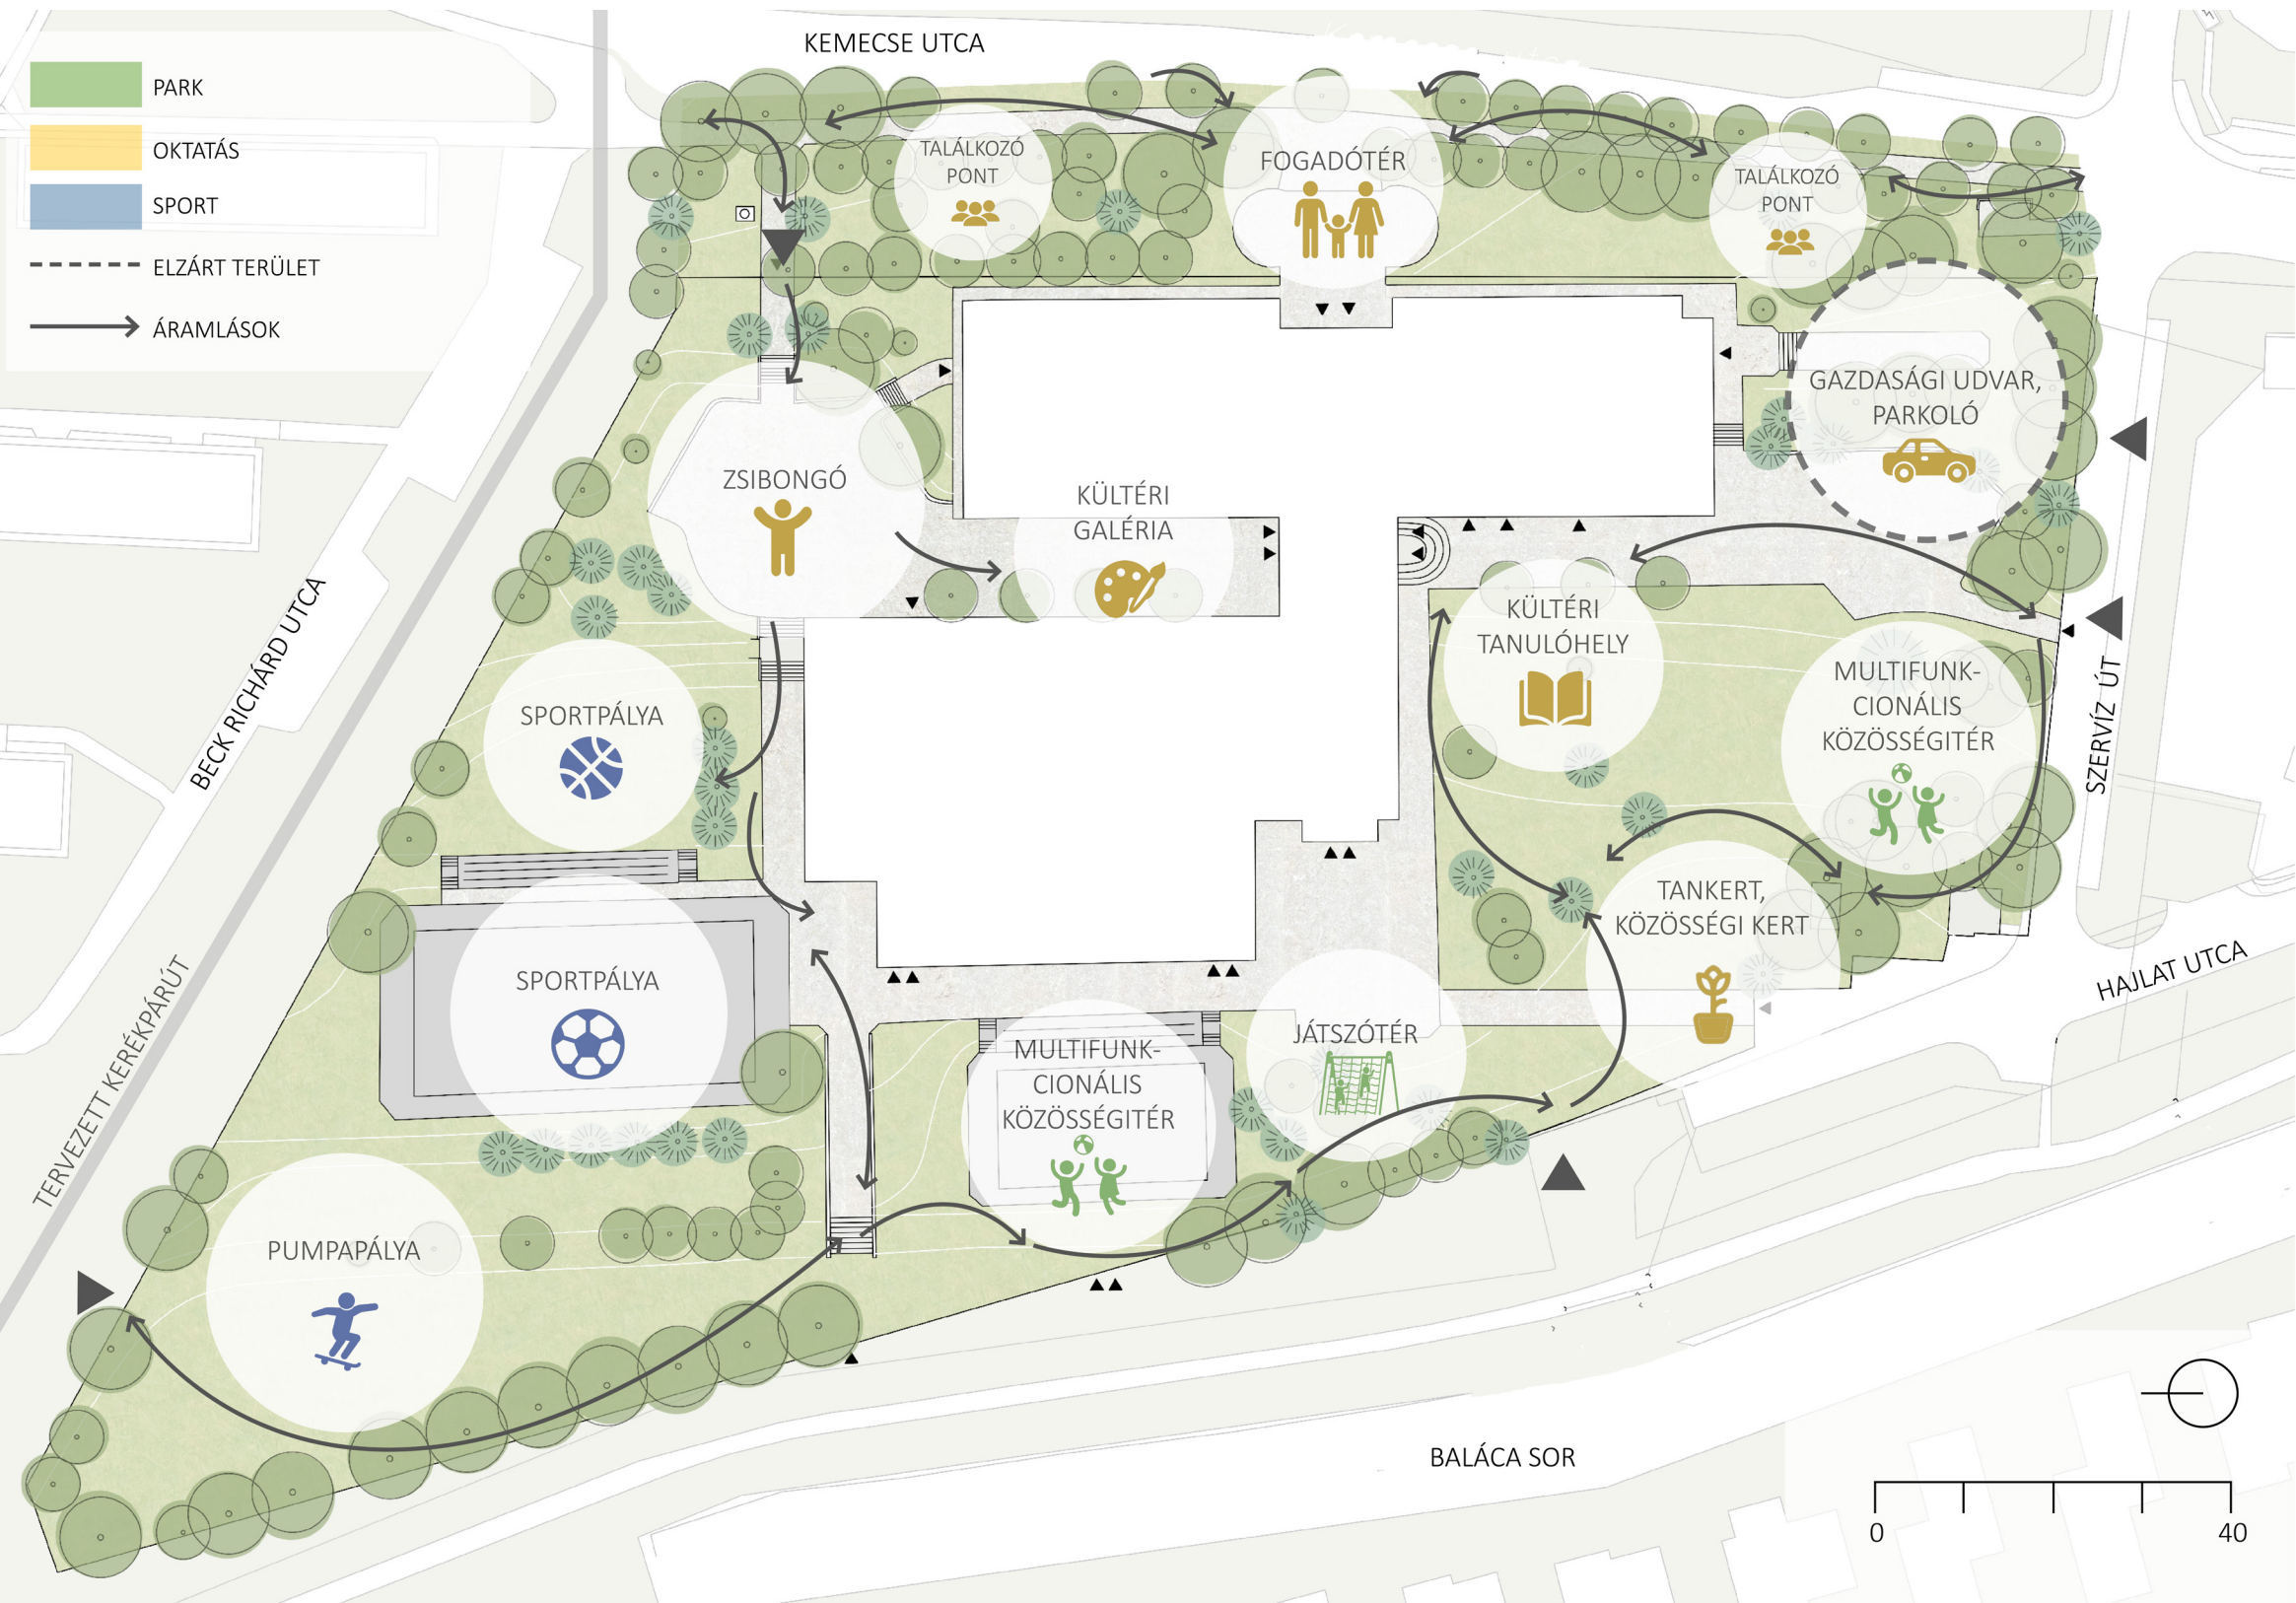 KEMECSE UTCA
PARK
OKTATÁS
SPORT
ELZÁRT TERÜLET
ÁRAMLÁSOK
TALÁLKOZÓ
PONT
FOGADÓTÉR
TALÁLKOZÓ
PONT
GAZDASÁGI UDVAR,
PARKOLÓ
ZSIBONGÓ
KÜLTÉRI
GALÉRIA
KÜLTÉRI
TANULÓHELY
MULTIFUNK-
CIONÁLIS
KÖZÖSSÉGITÉR
SZERVÍZ ÚT
BECK RICHÁRD UTCA
SPORTPÁLYA
TANKERT,
KÖZÖSSÉGI KERT
HAJLAT UTCA
SPORTPÁLYA
TERVEZETT KERÉKPÁRÚT
JÁTSZÓTÉR
MULTIFUNK-
CIONÁLIS
KÖZÖSSÉGITÉR
PUMPAPÁLYA
BALÁCA SOR
0 40